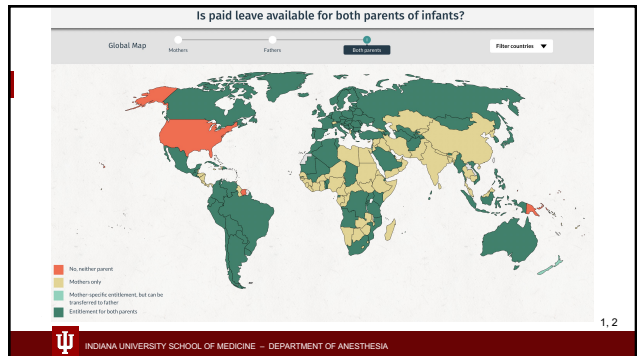 Is paid leave available for both parents of infants?
Global Map
Mothers
Fathers
Both parents
Filter countries
No, neither parent
Mothers only
Mother-specific entitlement, but can be
transferred to father
Entitlement for both parents
1, 2
INDIANA UNIVERSITY SCHOOL OF MEDICINE – DEPARTMENT OF ANESTHESIA